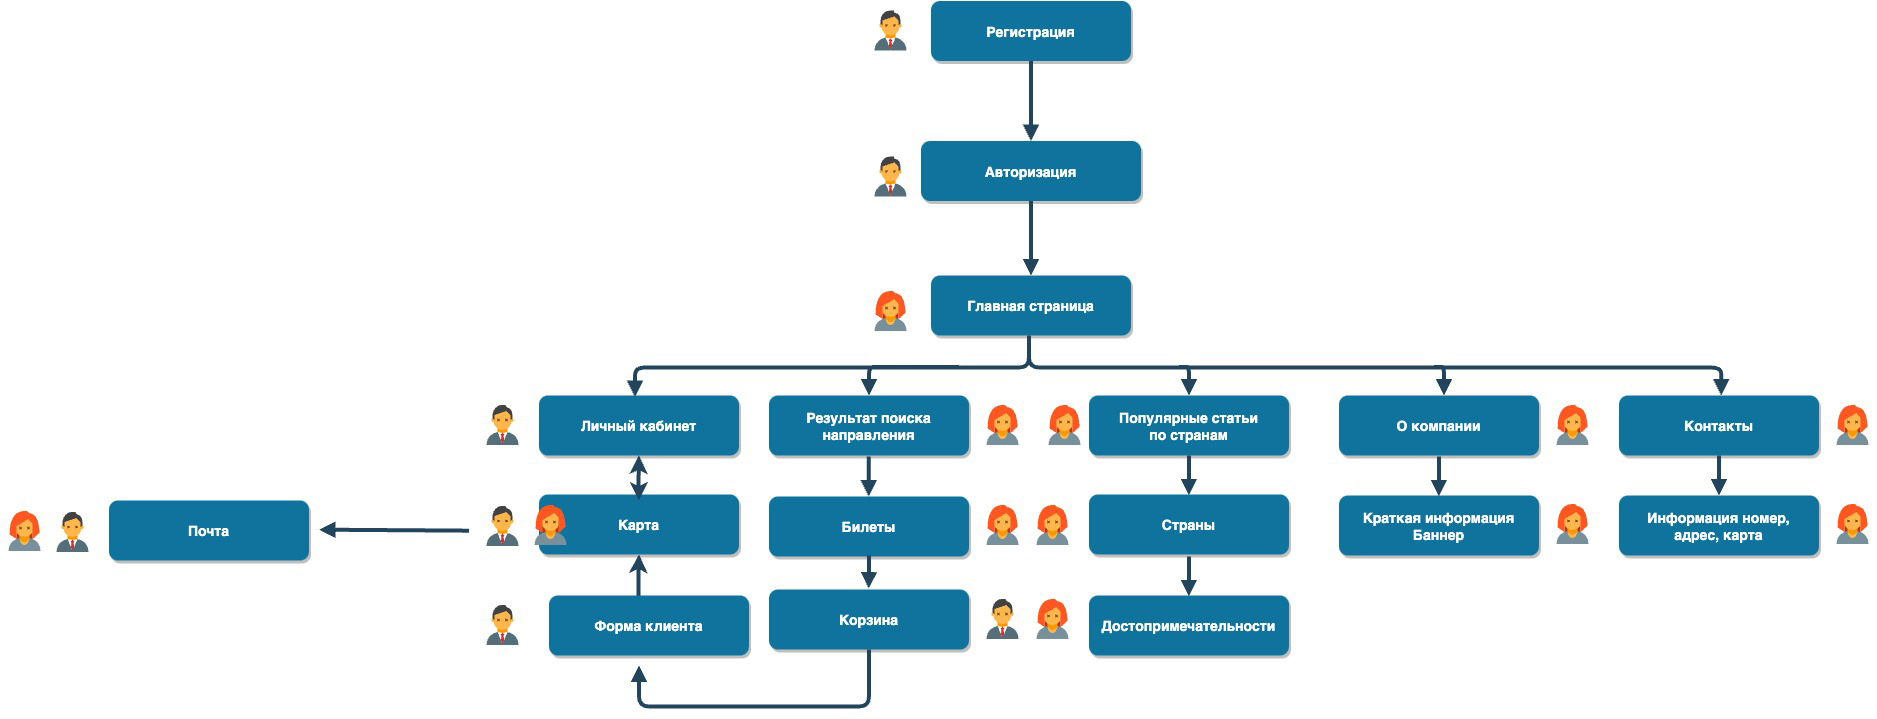 Регистрация
Авторизация
Главная страница
Личный кабинет
Результат поиска
направления
Популярные статьи
по странам
О компании
Контакты
Почта
Карта
Билеты
Страны
Краткая информация
Баннер
Информация номер,
адрес, карта
Форма клиента
Корзина
Достопримечательности